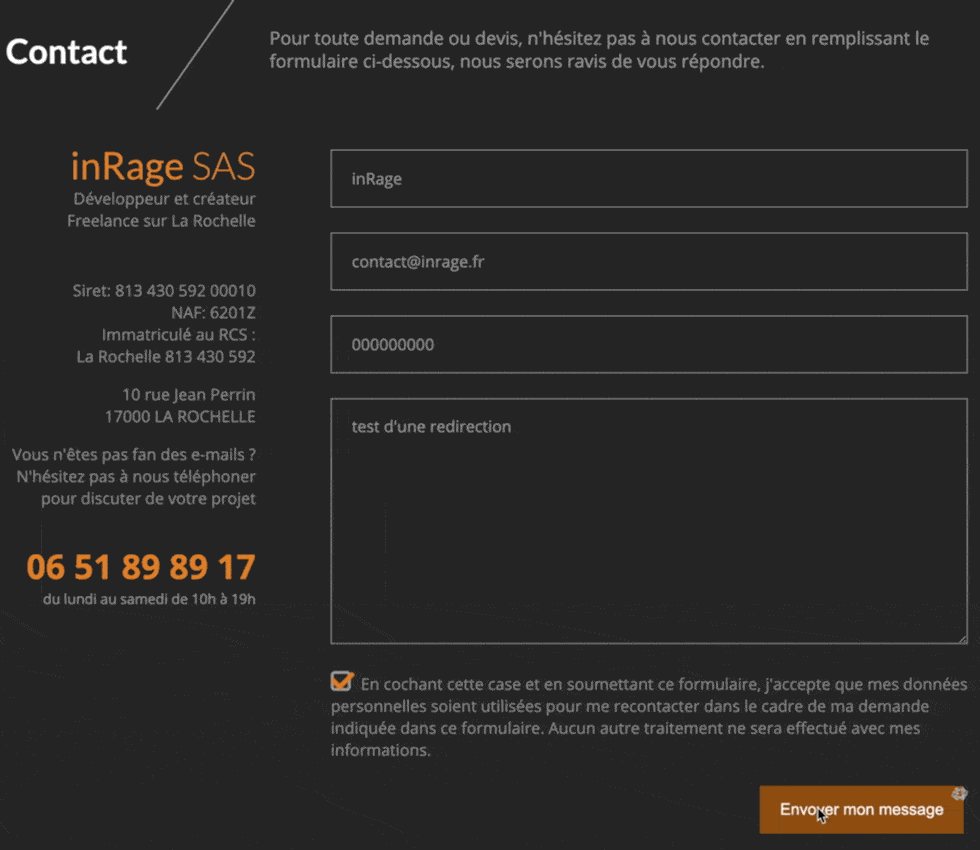 Contact
Pour toute demande ou devis, n'hésitez pas à nous contacter en remplissant le
formulaire ci-dessous, nous serons ravis de vous répondre.
inRage SAS
Développeur et créateur
Freelance sur La Rochelle
Siret: 813 430 592 00010
NAF: 6201Z
Immatriculé au RCS :
La Rochelle 813 430 592
10 rue Jean Perrin
17000 LA ROCHELLE
Vous n'êtes pas fan des e-mails ?
N'hésitez pas à nous téléphoner
pour discuter de votre projet
06 51 89 89 17
du lundi au samedi de 10h à 19h
inRage
contact@inrage.fr
000000000
test d'une redirection
En cochant cette case et en soumettant ce formulaire, j'accepte que mes données
personnelles soient utilisées pour me recontacter dans le cadre de ma demande
indiquée dans ce formulaire. Aucun autre traitement ne sera effectué avec mes
informations.
Envoyer mon message